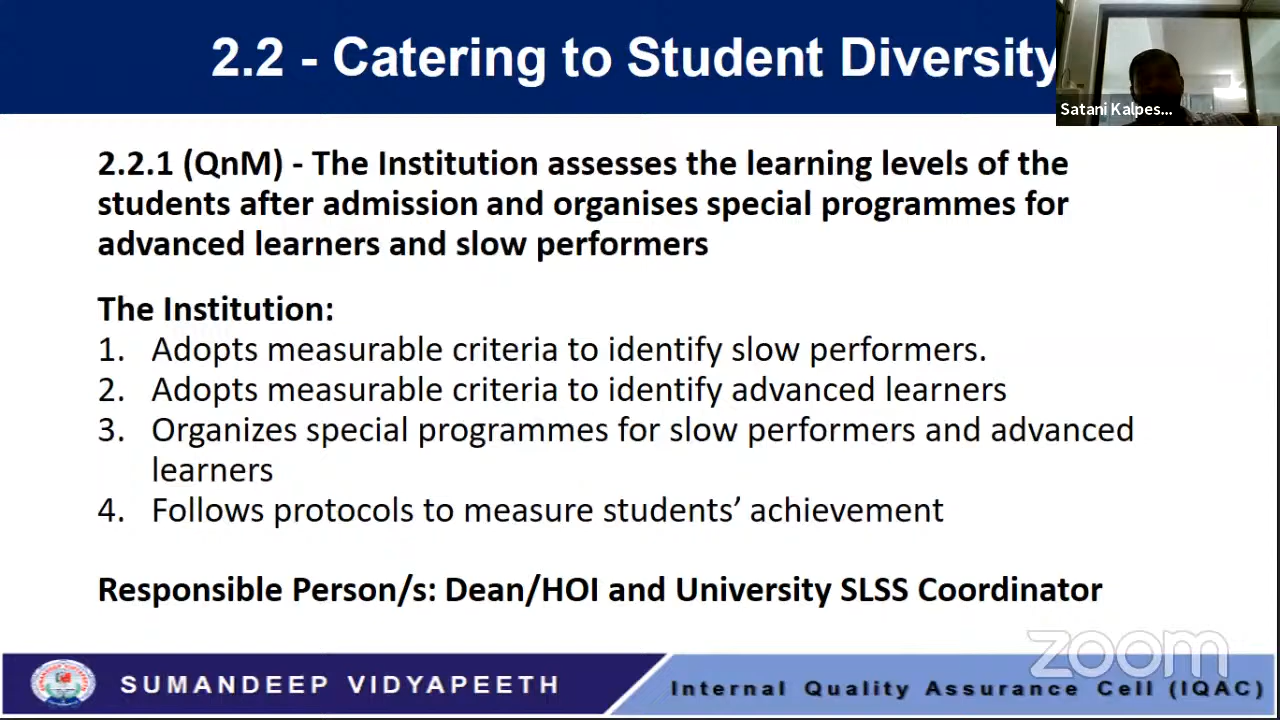 2.2 - Catering to Student Diversity
Satani Kalpes...
2.2.1 (QnM) - The Institution assesses the learning levels of the
students after admission and organises special programmes for
advanced learners and slow performers
The Institution:
1. Adopts measurable criteria to identify slow performers.
2. Adopts measurable criteria to identify advanced learners
3. Organizes special programmes for slow performers and advanced
learners
4. Follows protocols to measure students’ achievement
Responsible Person/s: Dean/HOI and University SLSS Coordinator
zoom
SUMANDEEP VIDYAPEETH
Internal Quality Assurance Cell (IQAC)